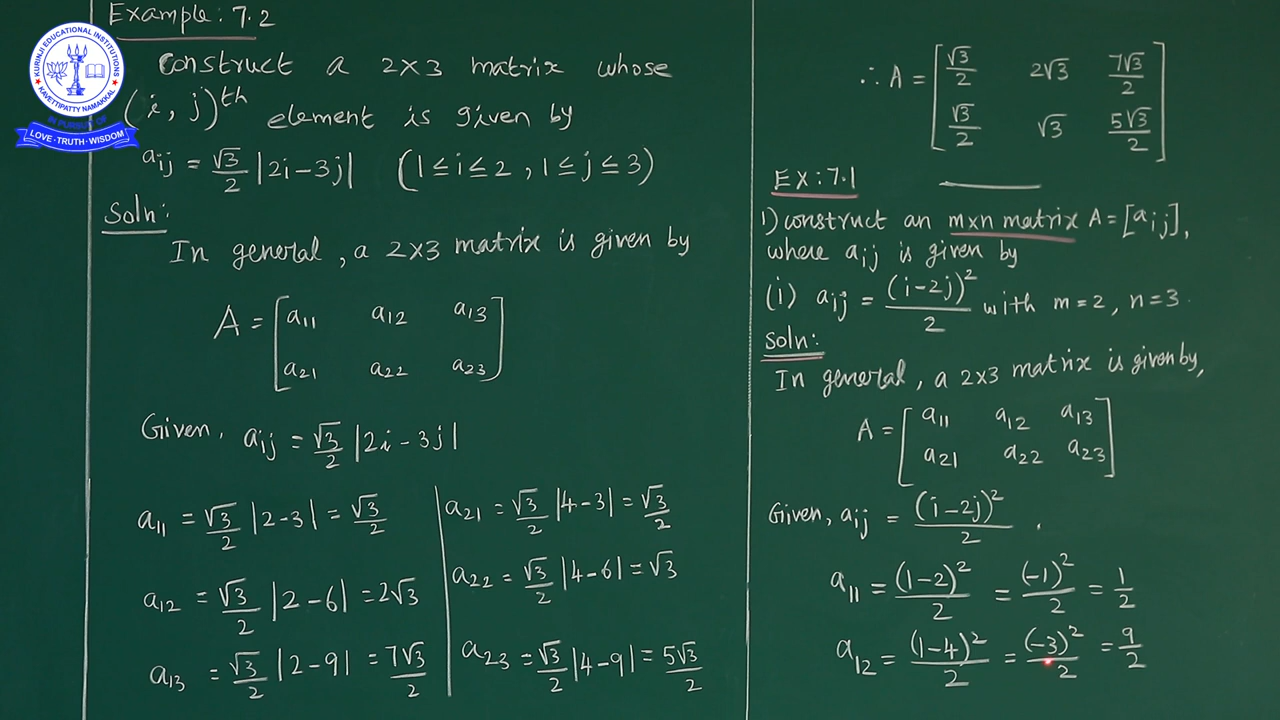 Example: 7.2
Construct a 2×3 matrix whose
(i, j)th element is given by
aij = √3/2 |2i-3j| (1≤i≤2, 1≤j≤3)
Soln:
In general, a 2×3 matrix is given by
A = [a11 a12 a13
a21 a22 a23]
Given, aij = √3/2 |2i-3j|
a11 = √3/2 |2-3| = √3/2
a12 = √3/2 |2-6| = 2√3
a13 = √3/2 |2-9| = 7√3/2
a21 = √3/2 |4-3| = √3/2
a22 = √3/2 |4-6| = √3
a23 = √3/2 |4-9| = 5√3/2
∴ A = [√3/2 2√3 7√3/2
√3/2 √3 5√3/2]
EX: 7.1
1) construct an m×n matrix A = [aij],
where aij is given by
(i) aij = (i-2j)²/2 with m=2, n=3.
Soln:
In general, a 2×3 matrix is given by,
A = [a11 a12 a13
a21 a22 a23]
Given, aij = (i-2j)²/2.
a11 = (1-2)²/2 = (-1)²/2 = 1/2
a12 = (1-4)²/2 = (-3)²/2 = 9/2
KURINJI EDUCATIONAL INSTITUTIONS
KAVETTIPATTY NAMAKKAL
IN PURSUIT OF
LOVE • TRUTH • WISDOM